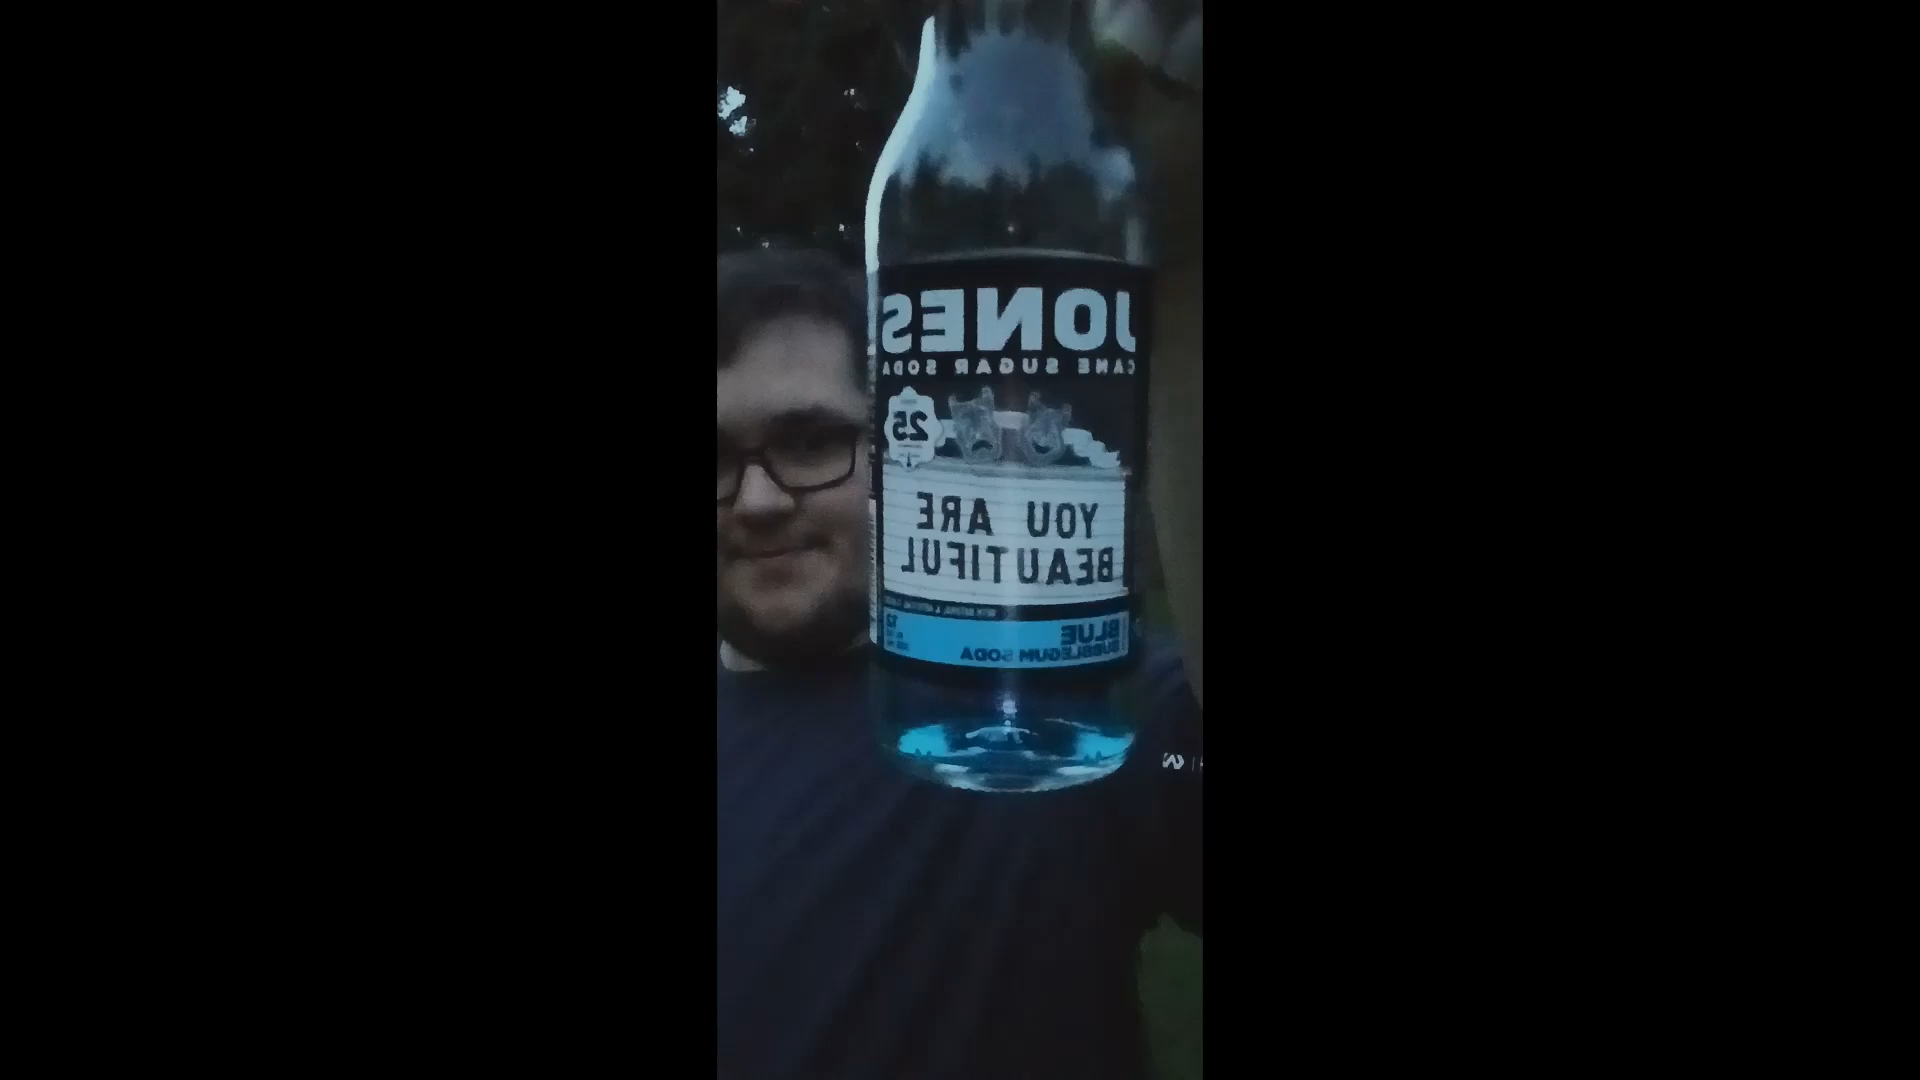 JONES
CANE SUGAR SODA
25
YOU ARE
BEAUTIFUL
12
BLUE
BUBBLEGUM SODA